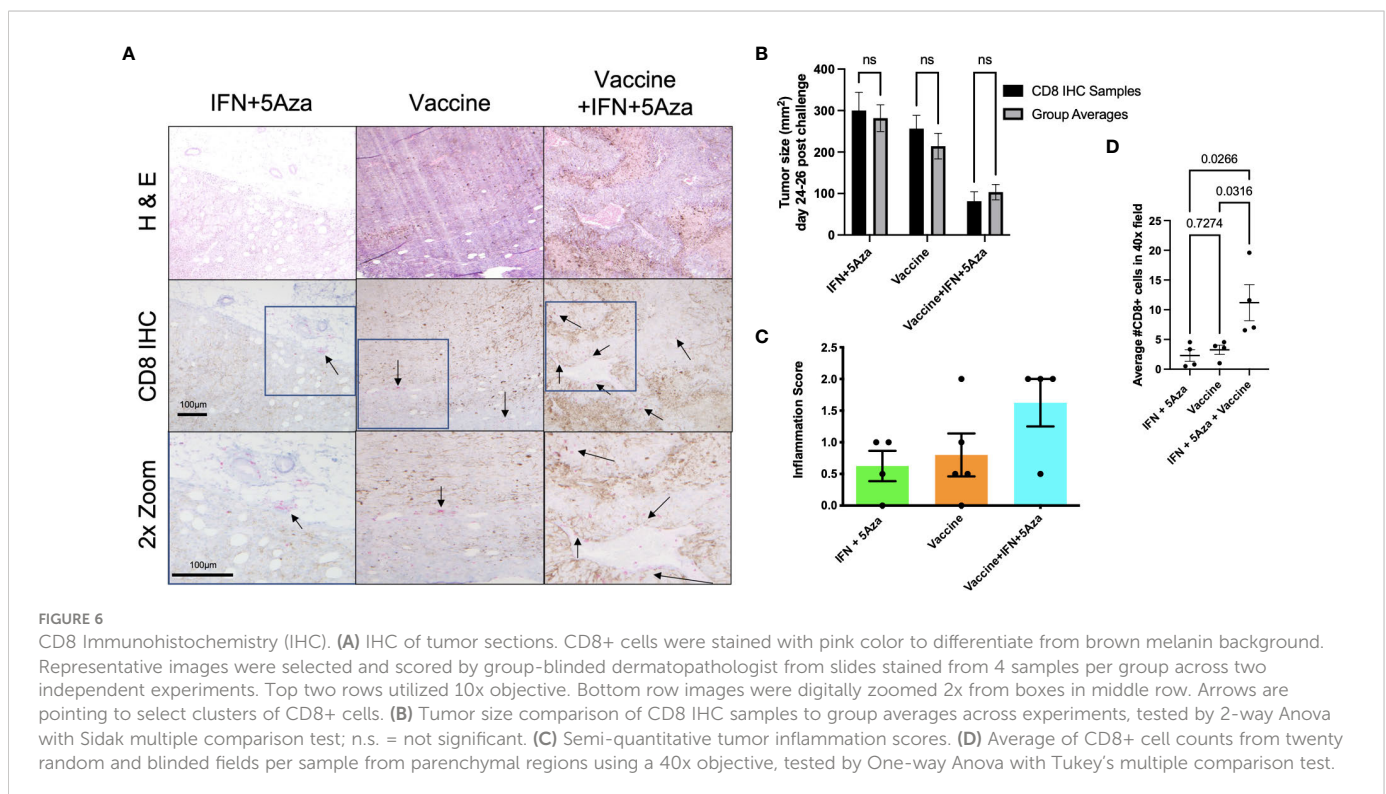 A
IFN+5Aza
Vaccine
Vaccine
+IFN+5Aza
H & E
CD8 IHC
2x Zoom
100µm
100µm
B
ns
ns
ns
CD8 IHC Samples
Group Averages
Tumor size (mm²)
day 24-26 post challenge
400
300
200
100
0
IFN+5Aza
Vaccine
Vaccine+IFN+5Aza
C
Inflammation Score
2.5
2.0
1.5
1.0
0.5
0.0
IFN + 5Aza
Vaccine
Vaccine+IFN+5Aza
D
0.0266
0.0316
0.7274
Average #CD8+ cells in 40x field
25
20
15
10
5
0
IFN + 5Aza
Vaccine
IFN + 5Aza + Vaccine
FIGURE 6
CD8 Immunohistochemistry (IHC). (A) IHC of tumor sections. CD8+ cells were stained with pink color to differentiate from brown melanin background.
Representative images were selected and scored by group-blinded dermatopathologist from slides stained from 4 samples per group across two
independent experiments. Top two rows utilized 10x objective. Bottom row images were digitally zoomed 2x from boxes in middle row. Arrows are
pointing to select clusters of CD8+ cells. (B) Tumor size comparison of CD8 IHC samples to group averages across experiments, tested by 2-way Anova
with Sidak multiple comparison test; n.s. = not significant. (C) Semi-quantitative tumor inflammation scores. (D) Average of CD8+ cell counts from twenty
random and blinded fields per sample from parenchymal regions using a 40x objective, tested by One-way Anova with Tukey's multiple comparison test.